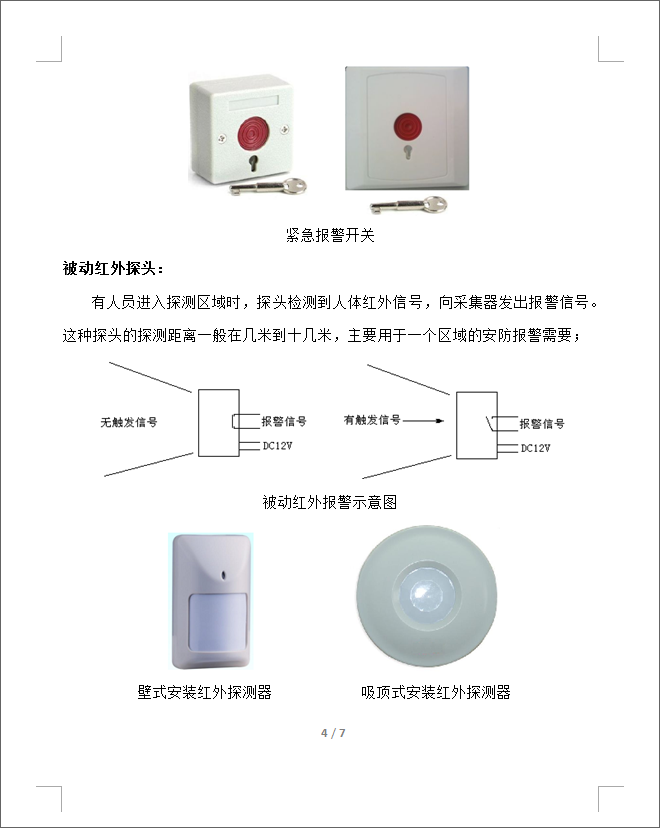 紧急报警开关
被动红外探头：
有人员进入探测区域时，探头检测到人体红外信号，向采集器发出报警信号。
这种探头的探测距离一般在几米到十几米，主要用于一个区域的安防报警需要；
无触发信号
报警信号
DC12V
有触发信号
报警信号
DC12V
被动红外报警示意图
壁式安装红外探测器
吸顶式安装红外探测器
4 / 7